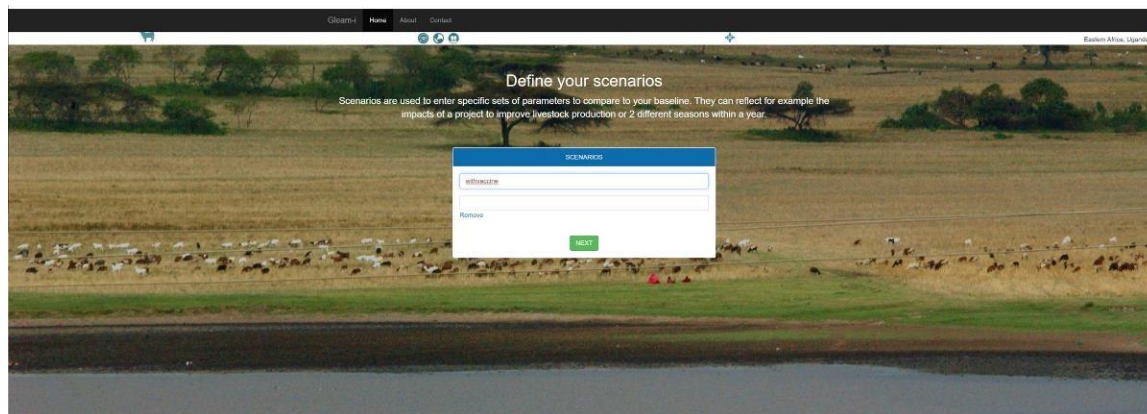 Gleam-i Home About Contact
Eastern Africa, Uganda
Define your scenarios
Scenarios are used to enter specific sets of parameters to compare to your baseline. They can reflect for example the
impacts of a project to improve livestock production or 2 different seasons within a year.
SCENARIOS
withvaccine
Remove
NEXT